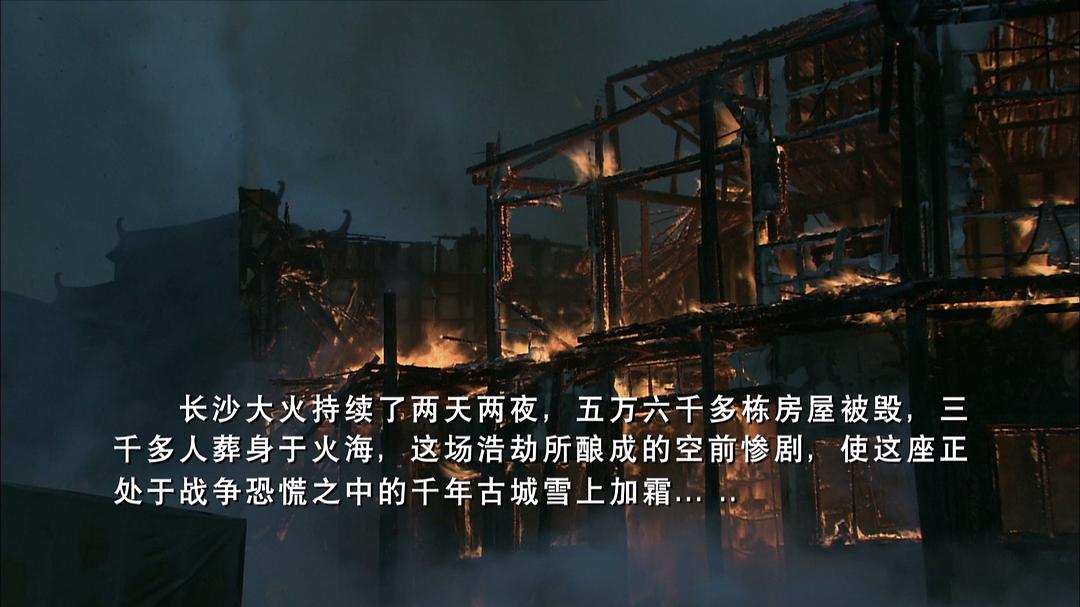 长沙大火持续了两天两夜，五万六千多栋房屋被毁，三
千多人葬身于火海，这场浩劫所酿成的空前惨剧，使这座正
处于战争恐慌之中的千年古城雪上加霜… ..